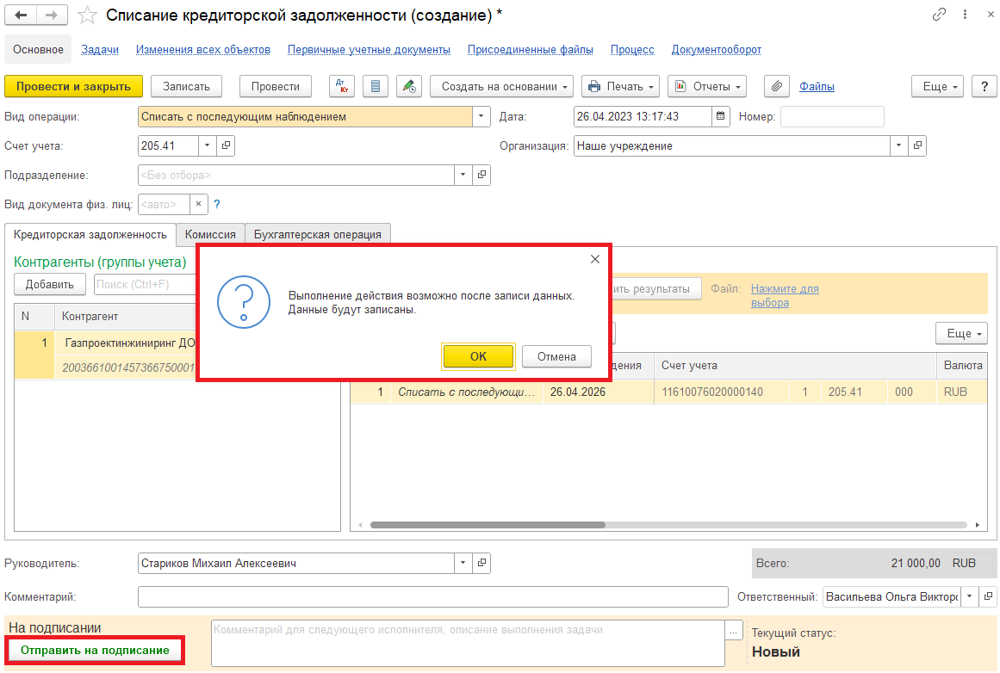 Списание кредиторской задолженности (создание) *
Основное Задачи Изменения всех объектов Первичные учетные документы Присоединенные файлы Процесс Документооборот
Провести и закрыть Записать Провести Дт Кт Создать на основании Печать Отчеты Файлы Еще ?
Вид операции: Списать с последующим наблюдением Дата: 26.04.2023 13:17:43 Номер:
Счет учета: 205.41 Организация: Наше учреждение
Подразделение: <Без отбора>
Вид документа физ. лиц: <авто> × ?
Кредиторская задолженность Комиссия Бухгалтерская операция
Контрагенты (группы учета)
Добавить Поиск (Ctrl+F)
ить результаты Файл: Нажмите для
выбора
Выполнение действия возможно после записи данных.
Данные будут записаны.
OK Отмена
Еще
N Контрагент
дения Счет учета Валюта
1 Газпроектинжиниринг ДО
2003661001457366750001
1 Списать с последующи... 26.04.2026 11610076020000140 1 205.41 000 RUB
Руководитель: Стариков Михаил Алексеевич Всего: 21 000,00 RUB
Комментарий: Ответственный: Васильева Ольга Викторо
На подписании
Отправить на подписание
Комментарий для следующего исполнителя, описание выполнения задачи ...
Текущий статус:
Новый